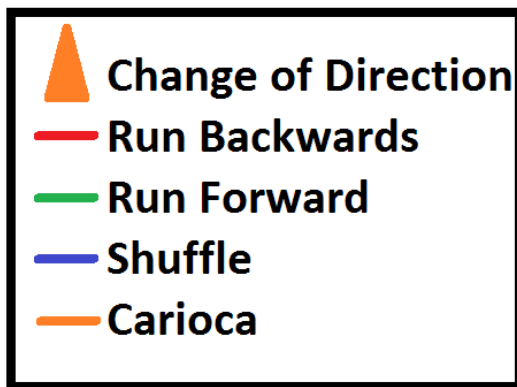 Change of Direction
Run Backwards
Run Forward
Shuffle
Carioca